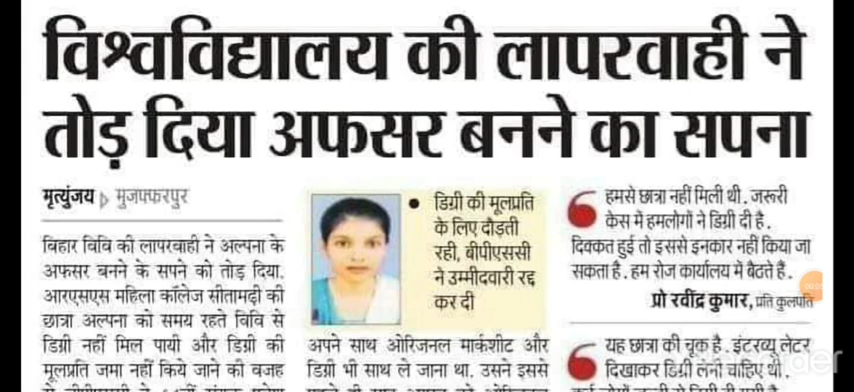 विश्वविद्यालय की लापरवाही ने
तोड़ दिया अफसर बनने का सपना
मृत्युंजय ▷ मुजफ्फरपुर
बिहार विवि की लापरवाही ने अल्पना के
अफसर बनने के सपने को तोड़ दिया.
आरएसएस महिला कॉलेज सीतामढ़ी की
छात्रा अल्पना को समय रहते विवि से
डिग्री नहीं मिल पायी और डिग्री की
मूलप्रति जमा नहीं किये जाने की वजह
● डिग्री की मूलप्रति
के लिए दौड़ती
रही, बीपीएससी
ने उम्मीदवारी रद्द
कर दी
अपने साथ ओरिजनल मार्कशीट और
डिग्री भी साथ ले जाना था. उसने इससे
हमसे छात्रा नहीं मिली थी. जरूरी
केस में हमलोगों ने डिग्री दी है.
दिक्कत हुई तो इससे इनकार नहीं किया जा
सकता है. हम रोज कार्यालय में बैठते हैं.
प्रो रवींद्र कुमार, प्रति कुलपति
यह छात्रा की चूक है. इंटरव्यू लेटर
दिखाकर डिग्री लेनी चाहिए थी.